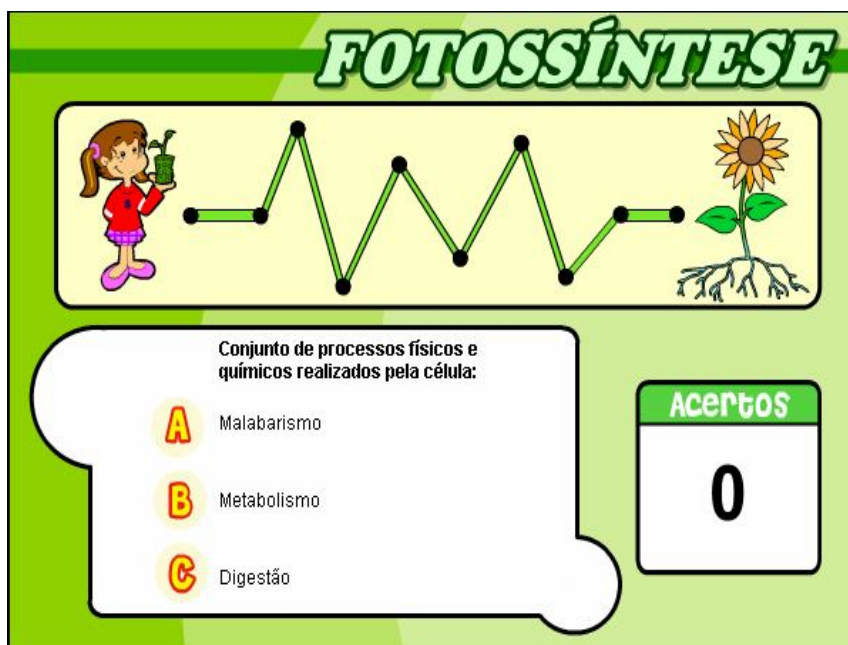 FOTOSSÍNTESE
Conjunto de processos físicos e
químicos realizados pela célula:
A Malabarismo
B Metabolismo
C Digestão
Acertos
0